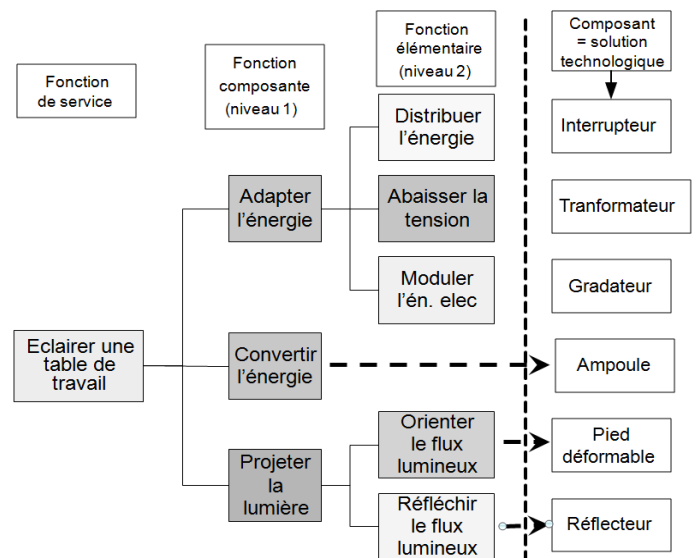 Fonction
de service
Fonction
composante
(niveau 1)
Fonction
élémentaire
(niveau 2)
Composant
= solution
technologique
Distribuer
l'énergie
Interrupteur
Adapter
l'énergie
Abaisser la
tension
Tranformateur
Moduler
l'én. elec
Gradateur
Eclairer une
table de
travail
Convertir
l'énergie
Ampoule
Orienter
le flux
lumineux
Pied
déformable
Projeter
la
lumière
Réfléchir
le flux
lumineux
Réflecteur